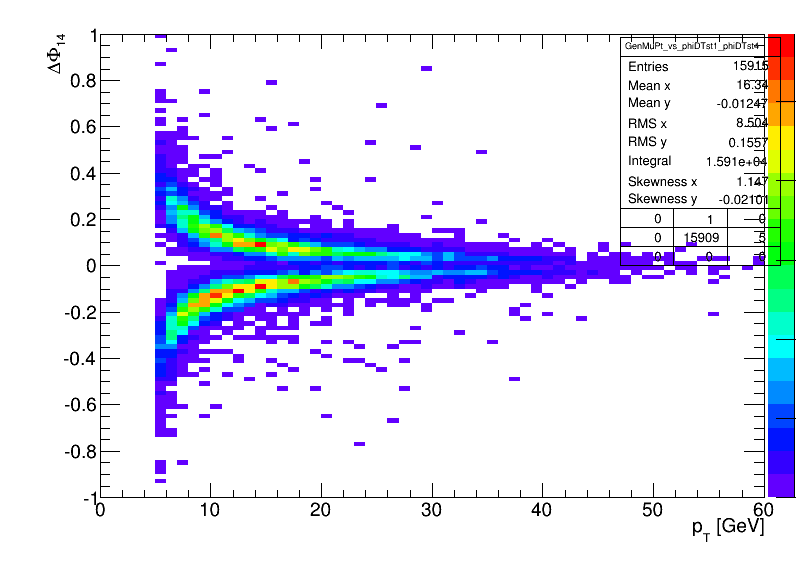 ΔΦ14
1
0.8
0.6
0.4
0.2
0
-0.2
-0.4
-0.6
-0.8
-1
0
10
20
30
40
50
60
pT [GeV]
GenMuPt_vs_phiDTst1_phiDTst4
Entries 15915
Mean x 16.34
Mean y -0.01247
RMS x 8.504
RMS y 0.1557
Integral 1.591e+04
Skewness x 1.147
Skewness y -0.02101
0 1 0
0 15909 5
0 0 0